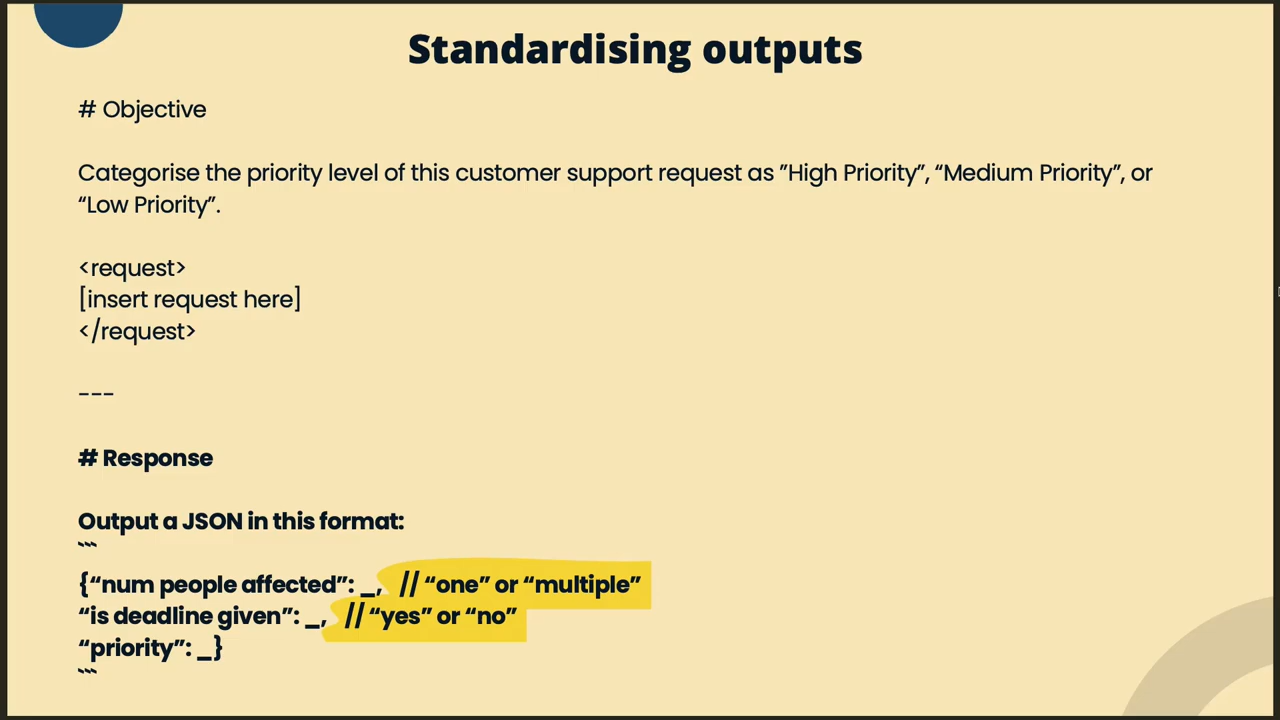 Standardising outputs
# Objective
Categorise the priority level of this customer support request as ”High Priority”, “Medium Priority”, or
“Low Priority”.
<request>
[insert request here]
</request>
---
# Response
Output a JSON in this format:
```
{“num people affected”: _, // “one” or “multiple”
“is deadline given”: _, // “yes” or “no”
“priority”: _}
```